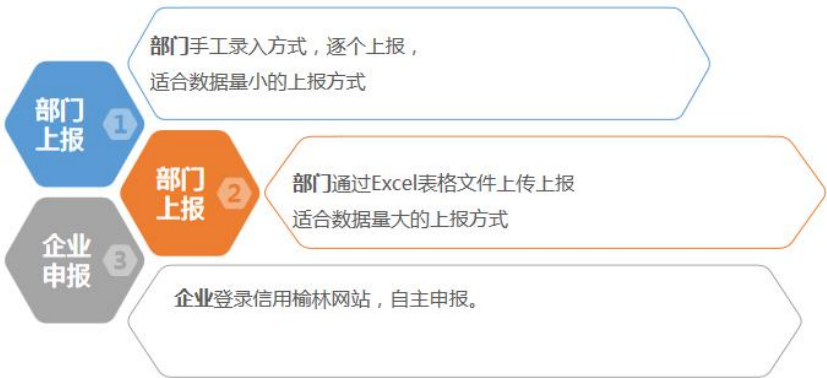 部门
上报
1
部门手工录入方式，逐个上报，
适合数据量小的上报方式
部门
上报
2
部门通过Excel表格文件上传上报
适合数据量大的上报方式
企业
申报
3
企业登录信用榆林网站，自主申报。